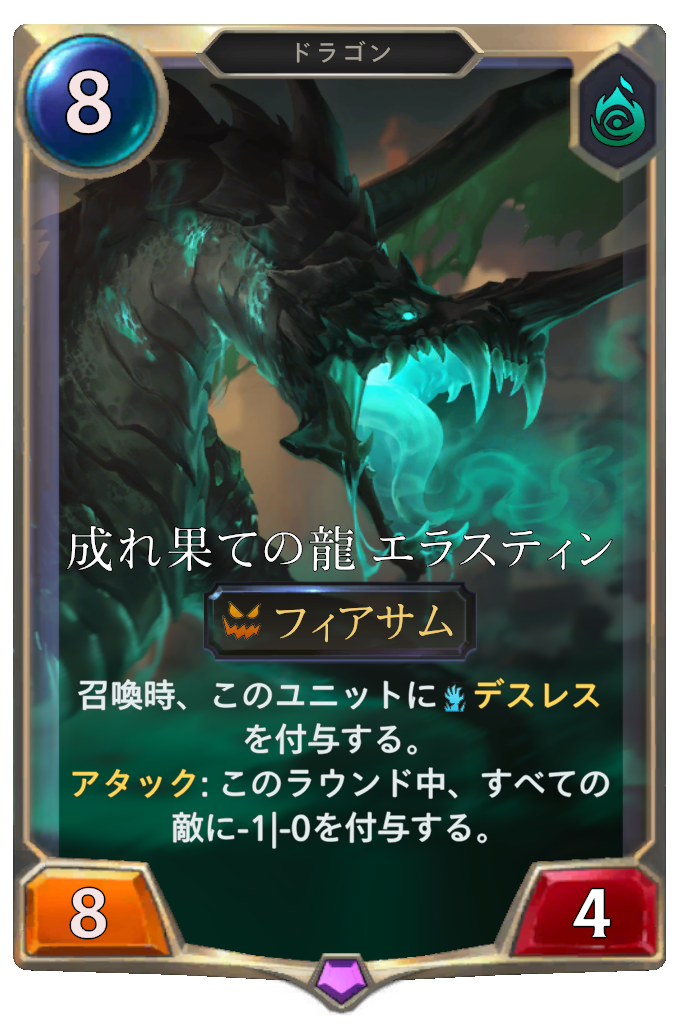 ドラゴン
8
成れ果ての龍 エラスティン
フィアサム
召喚時、このユニットにデスレス
を付与する。
アタック: このラウンド中、すべての
敵に-1|-0を付与する。
8
4